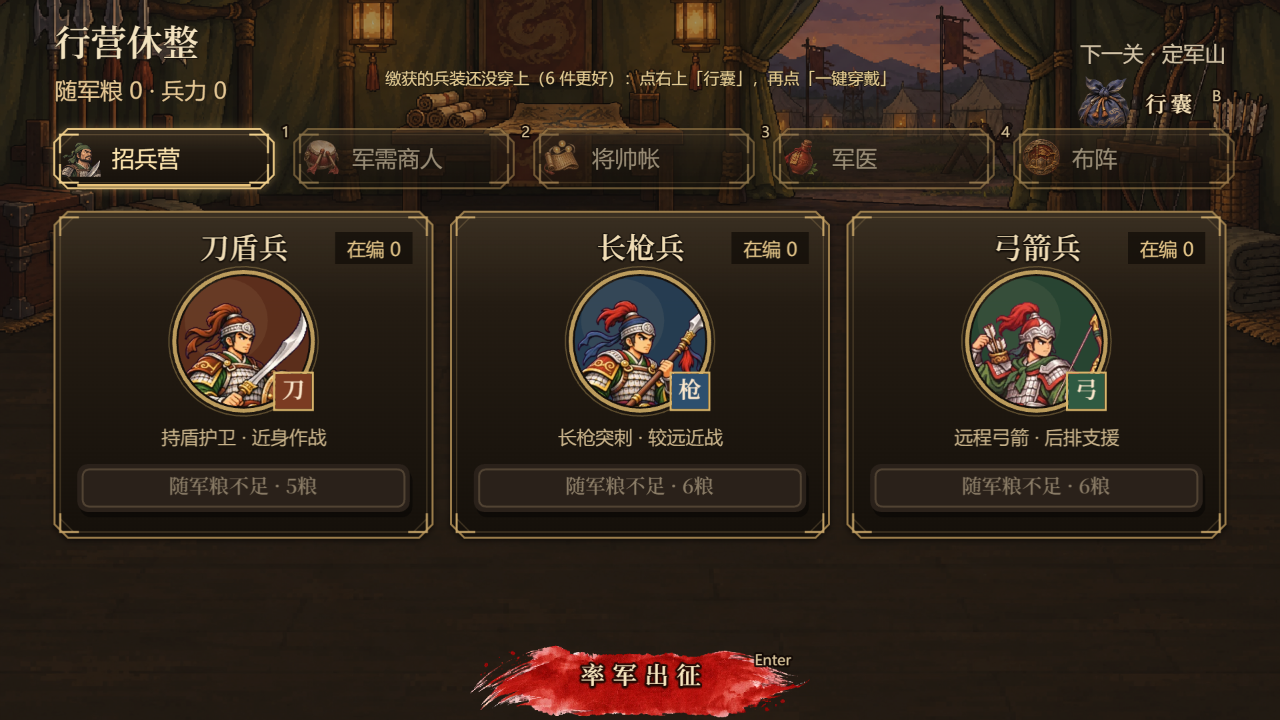 行营休整
随军粮 0 · 兵力 0
缴获的兵装还没穿上（6 件更好）：点右上「行囊」，再点「一键穿戴」
下一关 · 定军山
行囊 B
招兵营 1
军需商人 2
将帅帐 3
军医 4
布阵
刀盾兵 在编 0
刀
持盾护卫 · 近身作战
随军粮不足 · 5粮
长枪兵 在编 0
枪
长枪突刺 · 较远近战
随军粮不足 · 6粮
弓箭兵 在编 0
弓
远程弓箭 · 后排支援
随军粮不足 · 6粮
率军出征 Enter